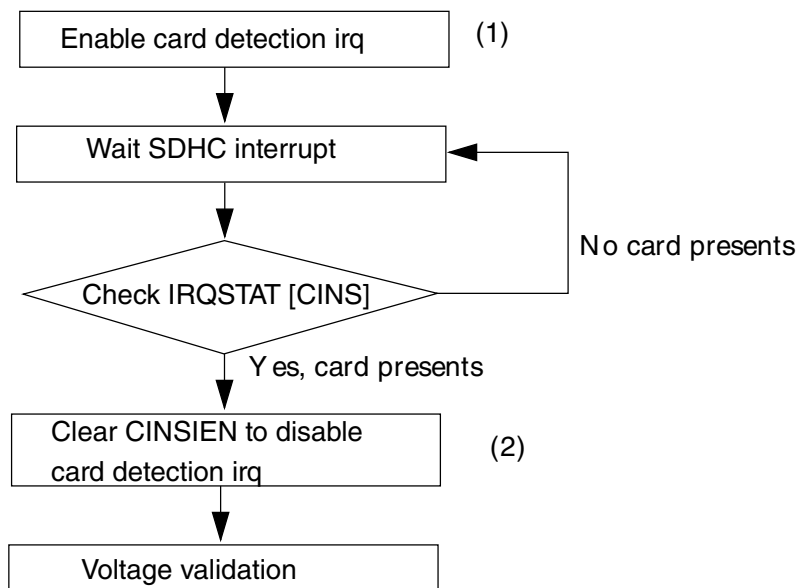 Enable card detection irq
(1)
Wait SDHC interrupt
No card presents
Check IRQSTAT [CINS]
Yes, card presents
Clear CINSIEN to disable
card detection irq
(2)
Voltage validation